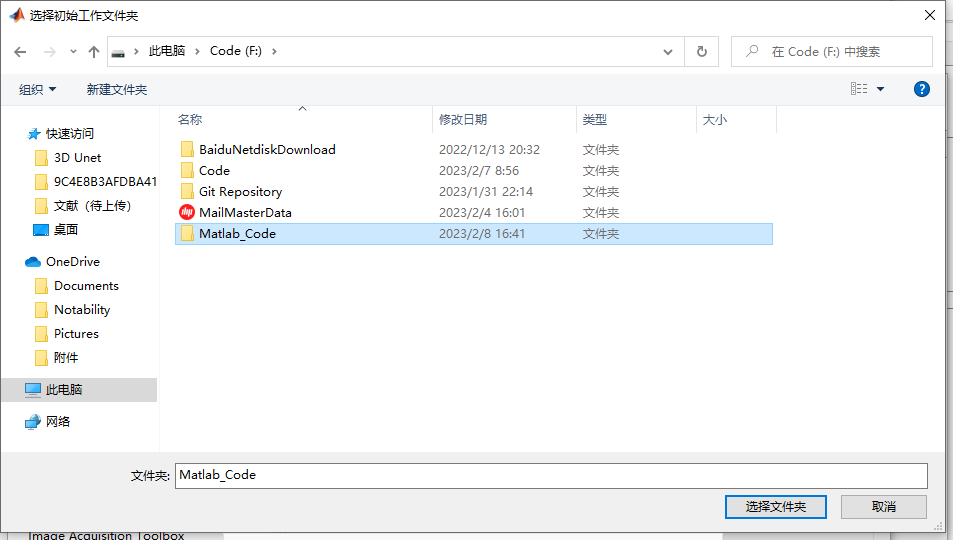 选择初始工作文件夹
此电脑 › Code (F:) ›
在 Code (F:) 中搜索
组织 新建文件夹
名称 修改日期 类型 大小
快速访问
3D Unet
9C4E8B3AFDBA41
文献（待上传）
桌面
OneDrive
Documents
Notability
Pictures
附件
此电脑
网络
BaiduNetdiskDownload 2022/12/13 20:32 文件夹
Code 2023/2/7 8:56 文件夹
Git Repository 2023/1/31 22:14 文件夹
MailMasterData 2023/2/4 16:01 文件夹
Matlab_Code 2023/2/8 16:41 文件夹
文件夹: Matlab_Code
选择文件夹 取消
Image Acquisition Toolbox